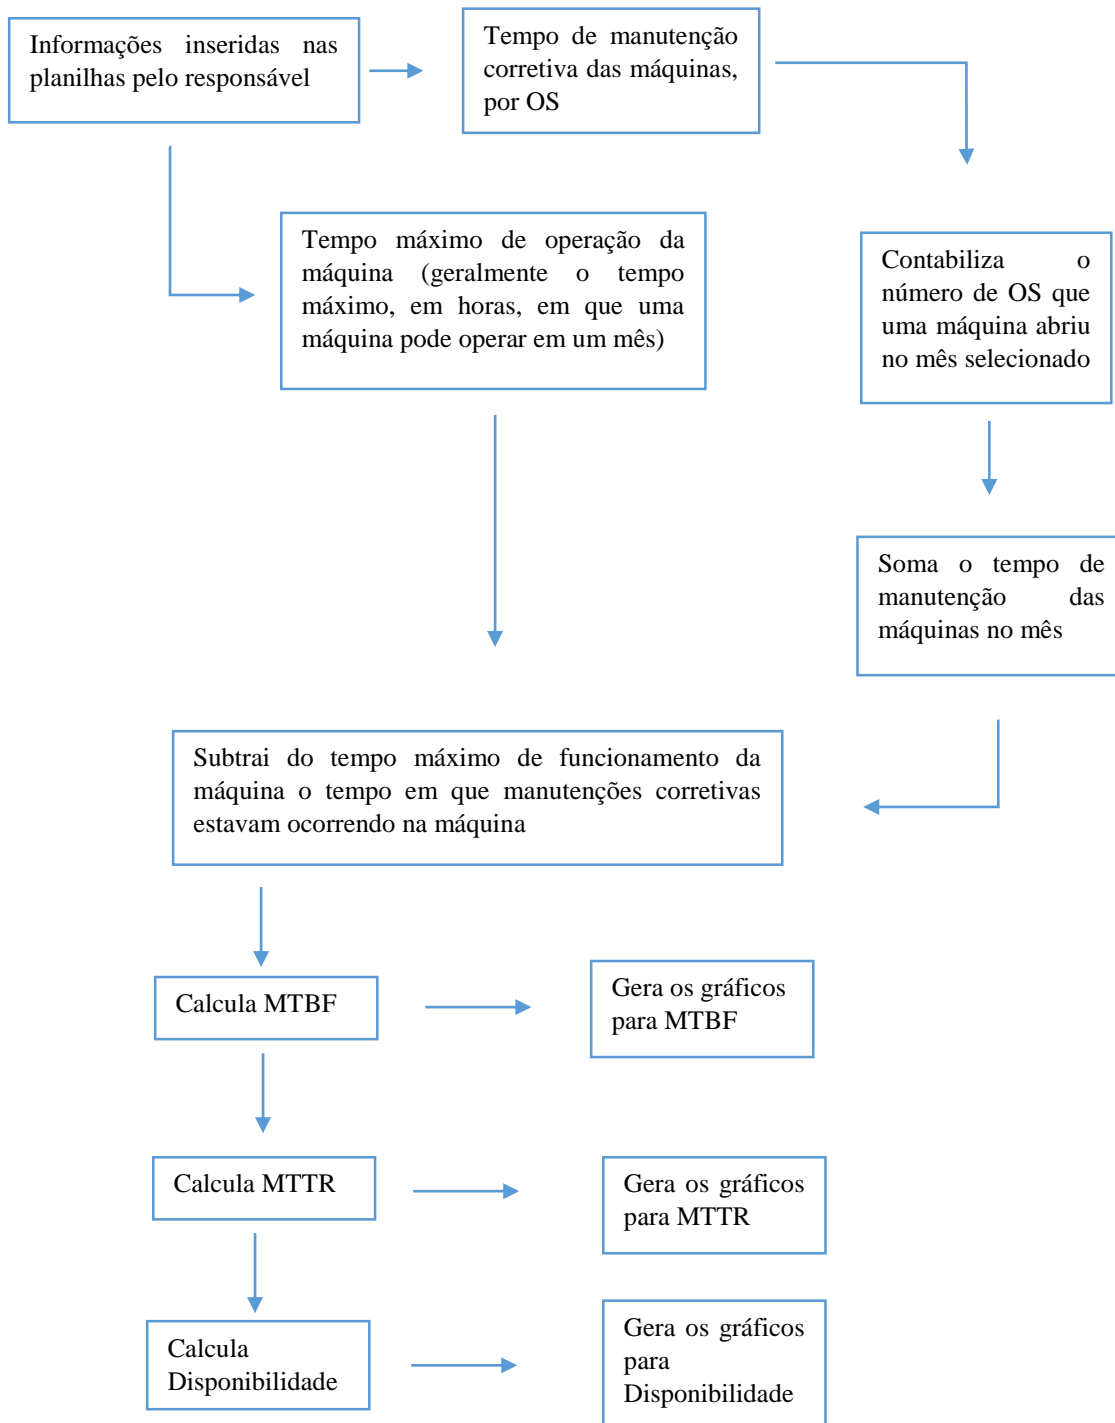 Informações inseridas nas
planilhas pelo responsável
Tempo de manutenção
corretiva das máquinas,
por OS
Tempo máximo de operação da
máquina (geralmente o tempo
máximo, em horas, em que uma
máquina pode operar em um mês)
Contabiliza o
número de OS que
uma máquina abriu
no mês selecionado
Soma o tempo de
manutenção das
máquinas no mês
Subtrai do tempo máximo de funcionamento da
máquina o tempo em que manutenções corretivas
estavam ocorrendo na máquina
Calcula MTBF
Gera os gráficos
para MTBF
Calcula MTTR
Gera os gráficos
para MTTR
Calcula
Disponibilidade
Gera os gráficos
para
Disponibilidade